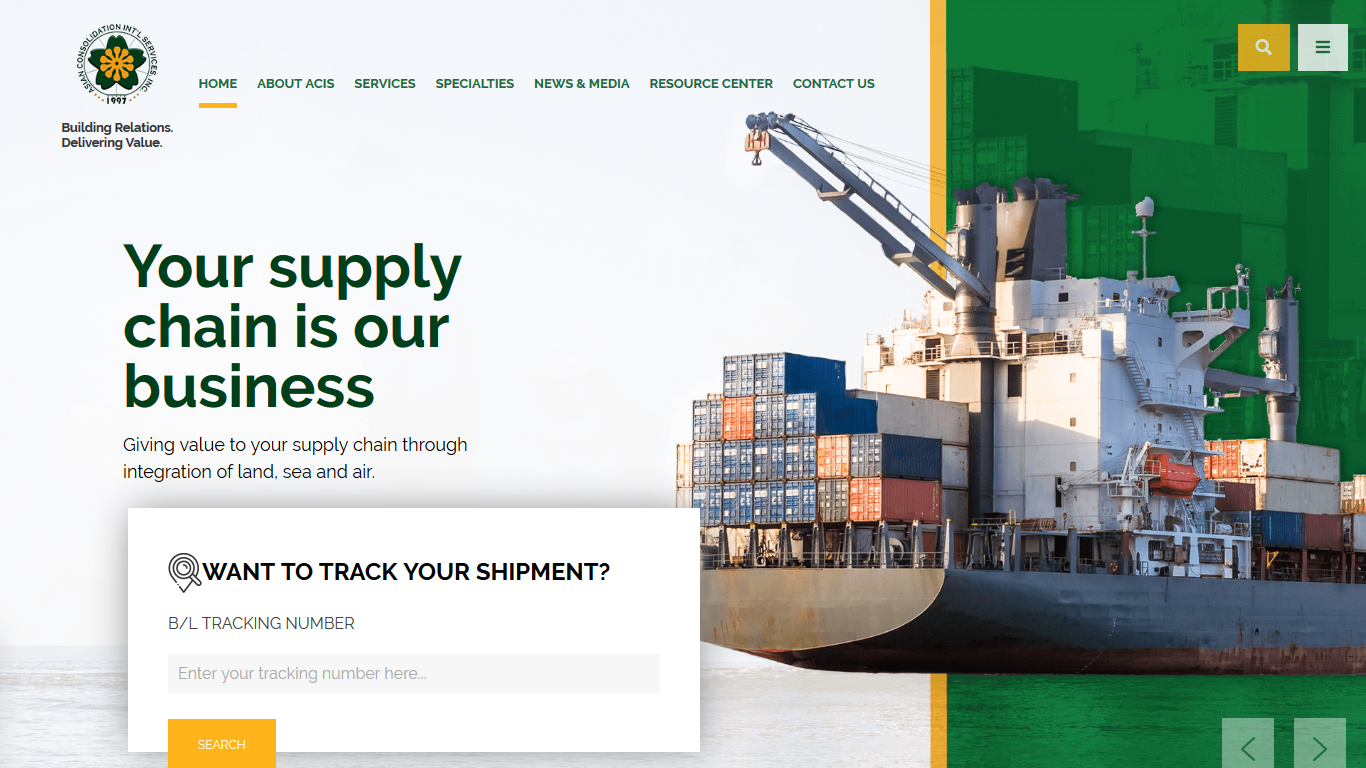 ASIAN CONSOLIDATION INT'L SERVICES, INC.
1997
Building Relations.
Delivering Value.
HOME
ABOUT ACIS
SERVICES
SPECIALTIES
NEWS & MEDIA
RESOURCE CENTER
CONTACT US
Your supply
chain is our
business
Giving value to your supply chain through
integration of land, sea and air.
WANT TO TRACK YOUR SHIPMENT?
B/L TRACKING NUMBER
Enter your tracking number here...
SEARCH